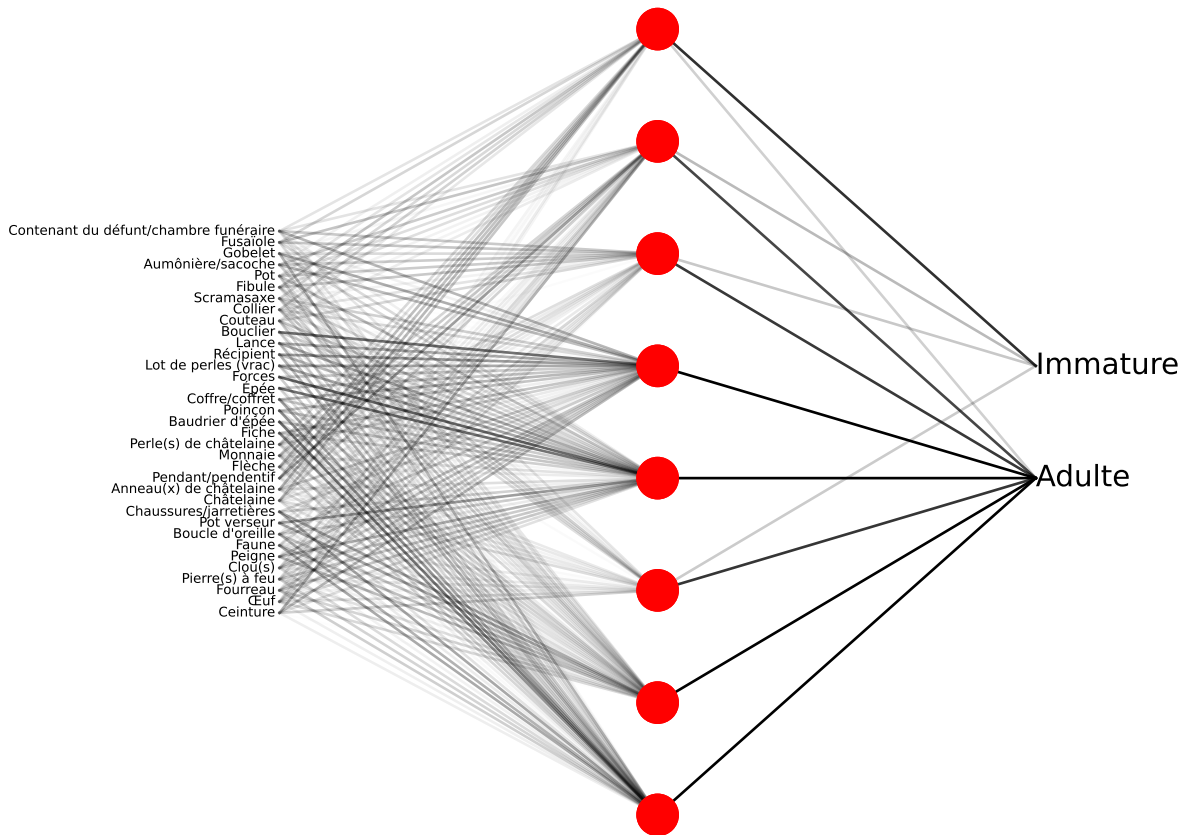 Contenant du défunt/chambre funéraire
Fusaïole
Gobelet
Aumônière/sacoche
Pot
Fibule
Scramasaxe
Collier
Couteau
Bouclier
Lance
Récipient
Lot de perles (vrac)
Forces
Épée
Coffre/coffret
Poinçon
Baudrier d'épée
Fiche
Perle(s) de châtelaine
Monnaie
Flèche
Pendant/pendentif
Anneau(x) de châtelaine
Châtelaine
Chaussures/jarretières
Pot verseur
Boucle d'oreille
Faune
Peigne
Clou(s)
Pierre(s) à feu
Fourreau
Œuf
Ceinture
Immature
Adulte